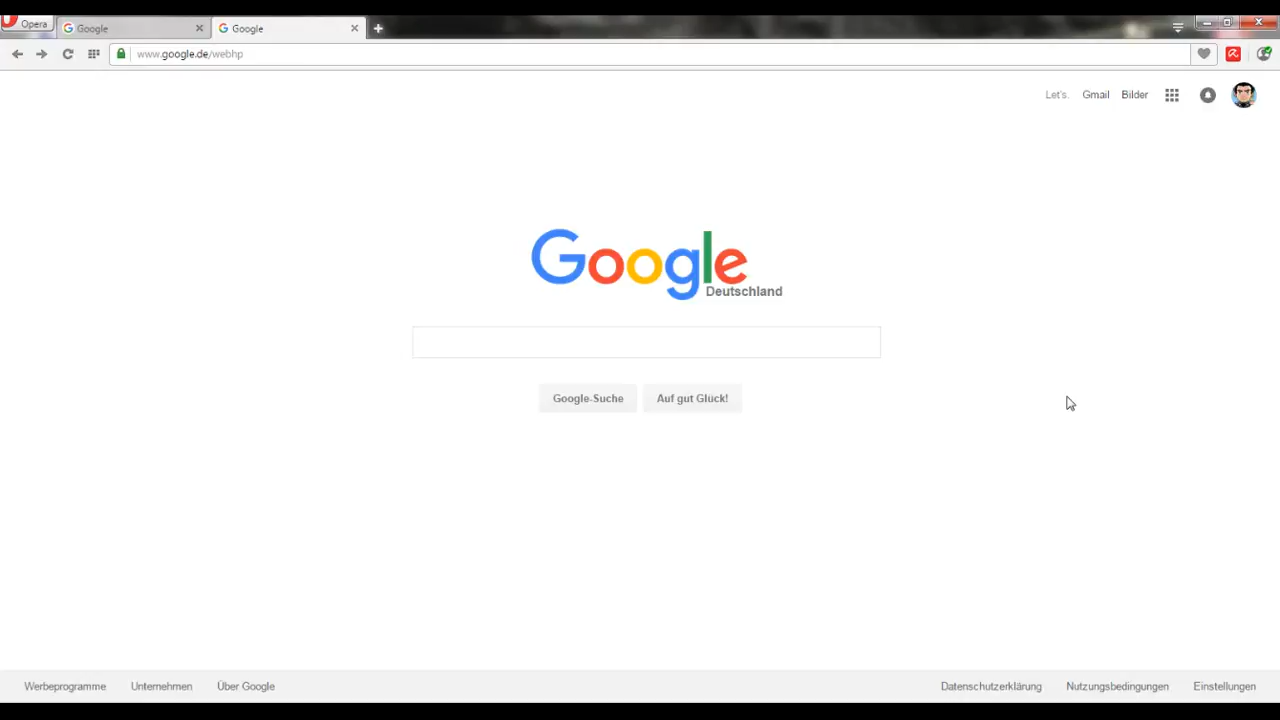 Opera
Google
Google
www.google.de/webhp
Let's.
Gmail
Bilder
Google
Deutschland
Google-Suche
Auf gut Glück!
Werbeprogramme
Unternehmen
Über Google
Datenschutzerklärung
Nutzungsbedingungen
Einstellungen